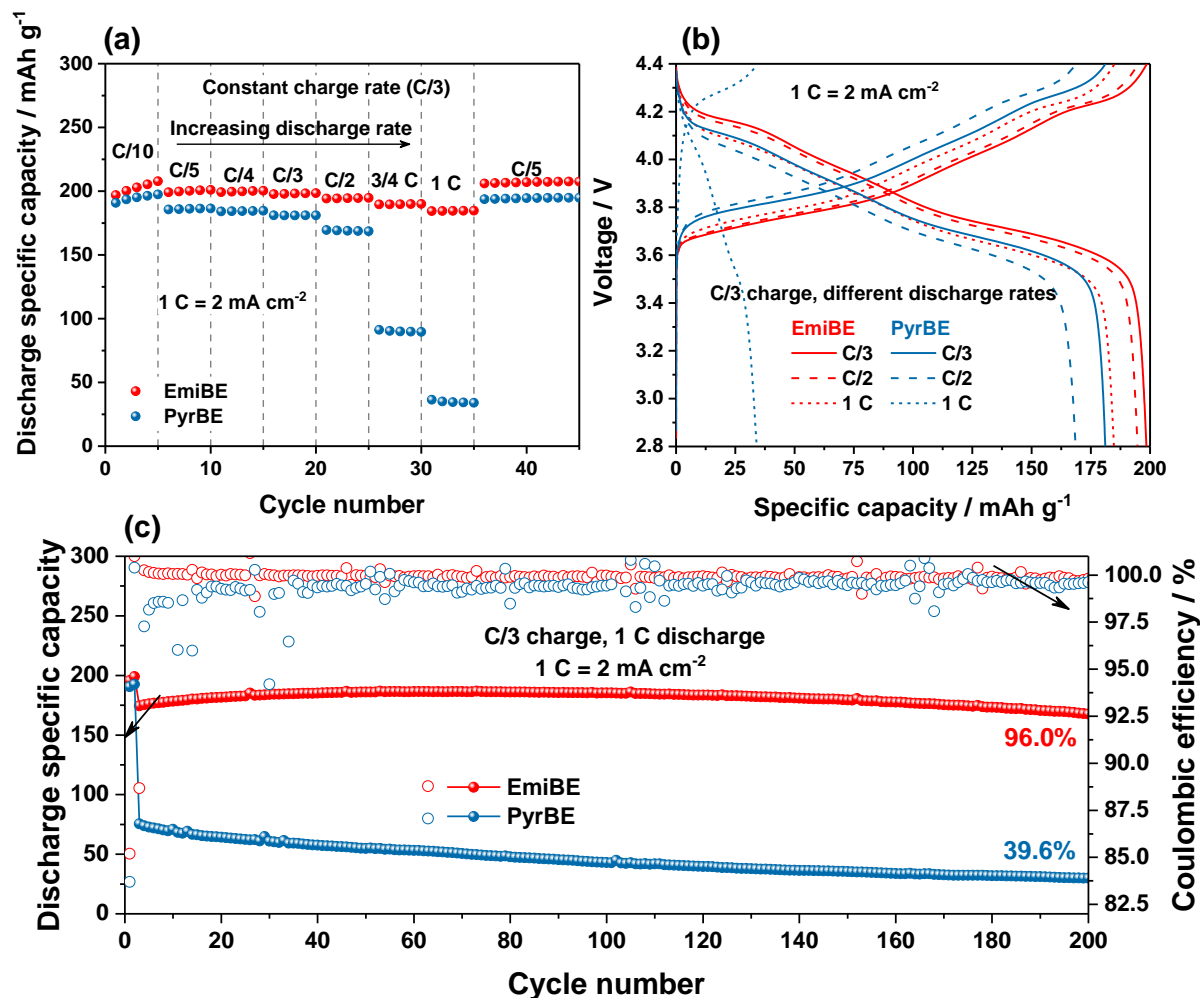 (a)
Discharge specific capacity / mAh g⁻¹
300
250
200
150
100
50
0
Constant charge rate (C/3)
Increasing discharge rate
C/10
C/5
C/4
C/3
C/2
3/4 C
1 C
C/5
1 C = 2 mA cm⁻²
EmiBE
PyrBE
0
10
20
30
40
Cycle number
(b)
Voltage / V
4.4
4.2
4.0
3.8
3.6
3.4
3.2
3.0
2.8
1 C = 2 mA cm⁻²
C/3 charge, different discharge rates
EmiBE PyrBE
C/3 C/3
C/2 C/2
1 C 1 C
0 25 50 75 100 125 150 175 200
Specific capacity / mAh g⁻¹
(c)
Discharge specific capacity
300
250
200
150
100
50
0
C/3 charge, 1 C discharge
1 C = 2 mA cm⁻²
96.0%
EmiBE
PyrBE
39.6%
100.0
97.5
95.0
92.5
90.0
87.5
85.0
82.5
Coulombic efficiency / %
0 20 40 60 80 100 120 140 160 180 200
Cycle number